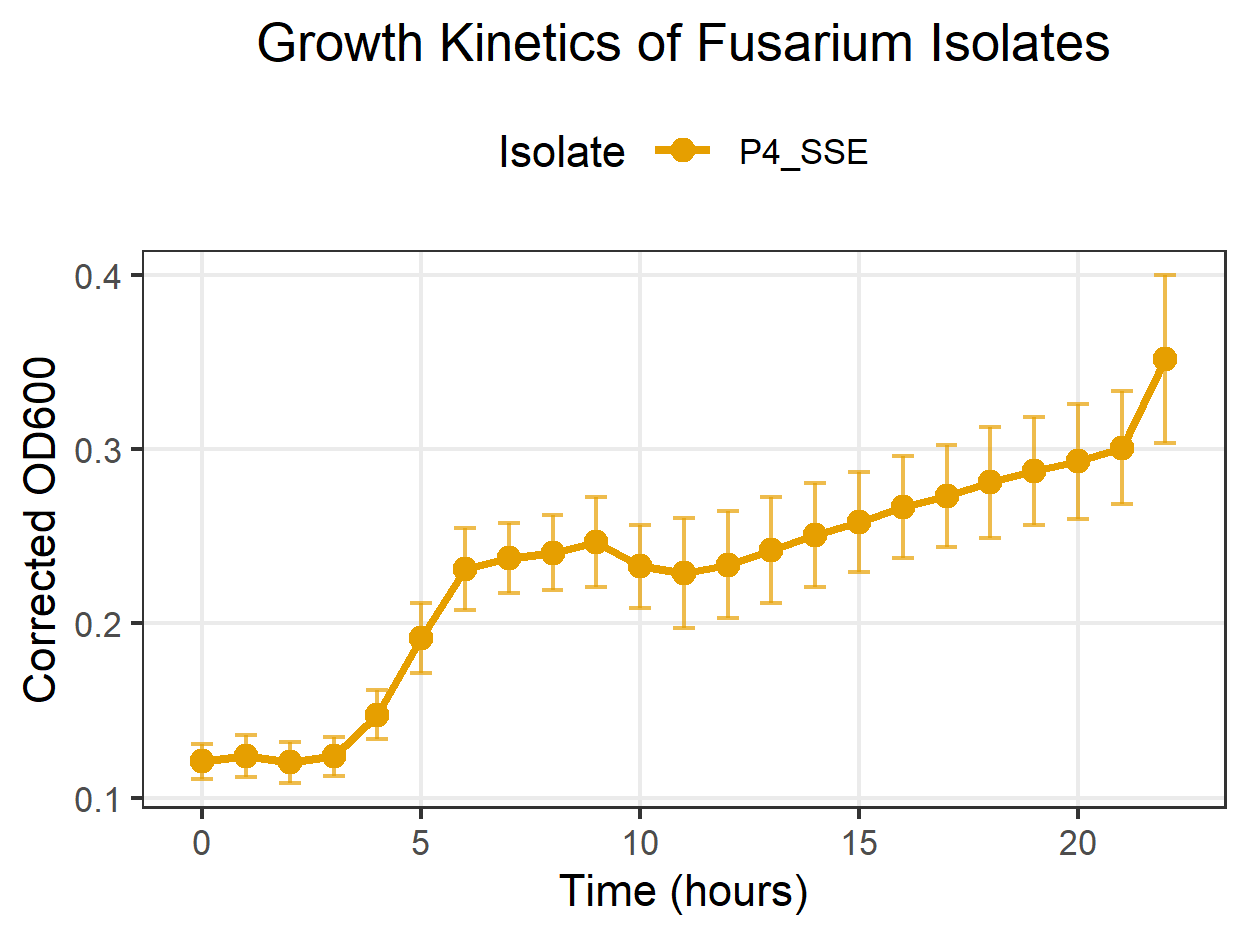 Growth Kinetics of Fusarium Isolates
Isolate P4_SSE
0.4
0.3
0.2
0.1
Corrected OD600
0 5 10 15 20
Time (hours)